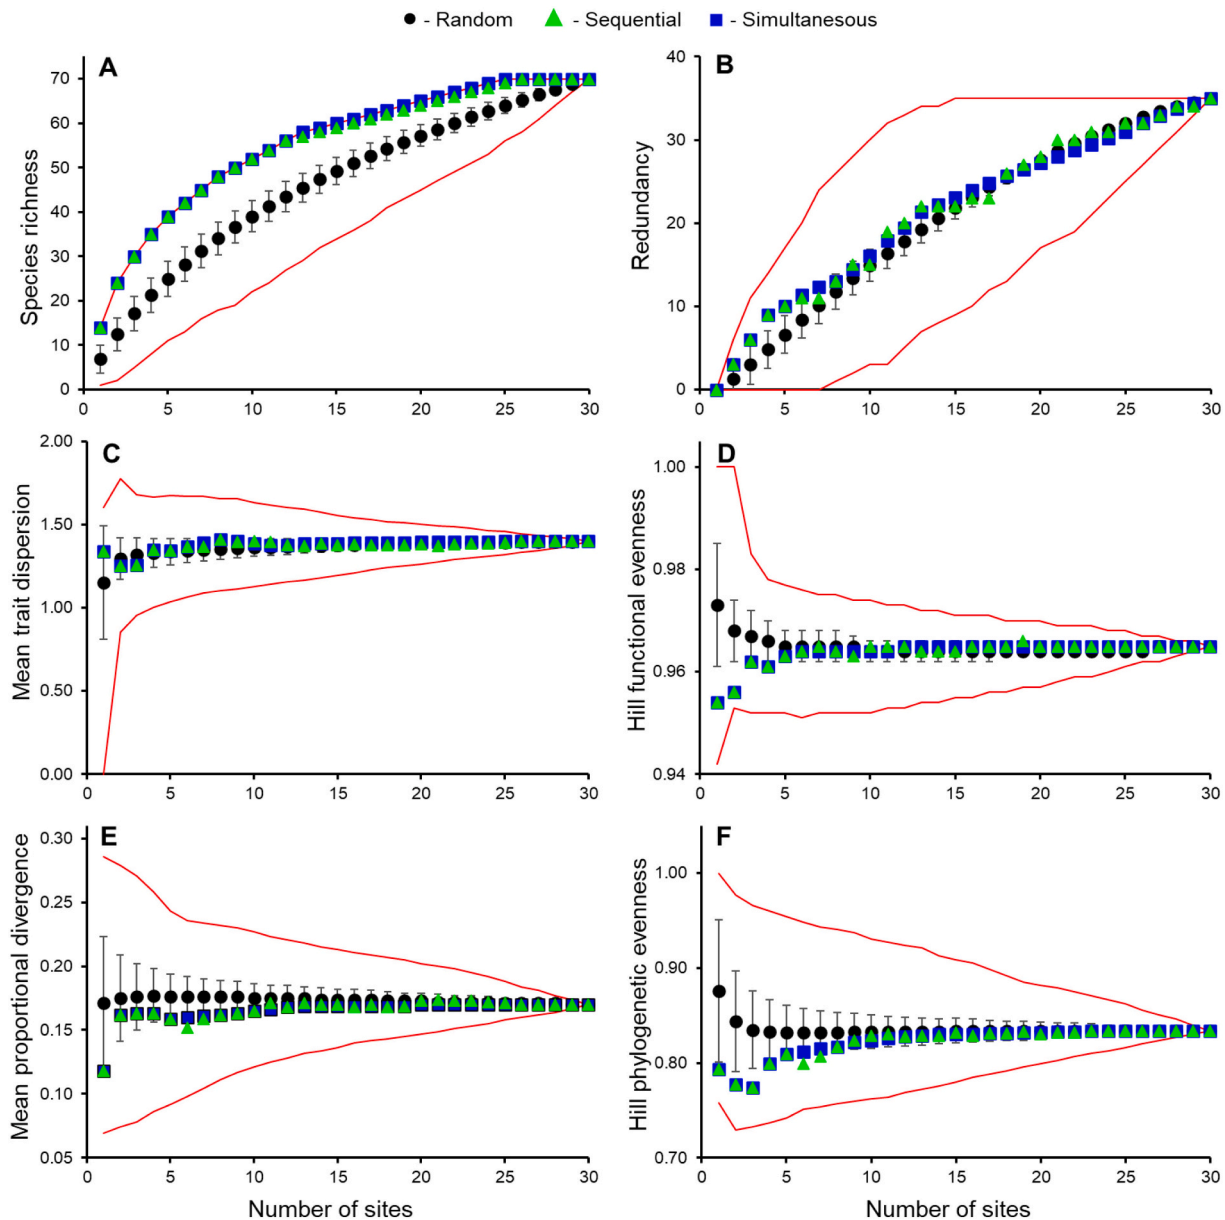 - Random - Sequential - Simultanesous
A
Species richness
70
60
50
40
30
20
10
0
0 5 10 15 20 25 30
B
Redundancy
40
30
20
10
0
0 5 10 15 20 25 30
C
Mean trait dispersion
2.00
1.50
1.00
0.50
0.00
0 5 10 15 20 25 30
D
Hill functional evenness
1.00
0.98
0.96
0.94
0 5 10 15 20 25 30
E
Mean proportional divergence
0.30
0.25
0.20
0.15
0.10
0.05
0 5 10 15 20 25 30
Number of sites
F
Hill phylogenetic evenness
1.00
0.90
0.80
0.70
0 5 10 15 20 25 30
Number of sites